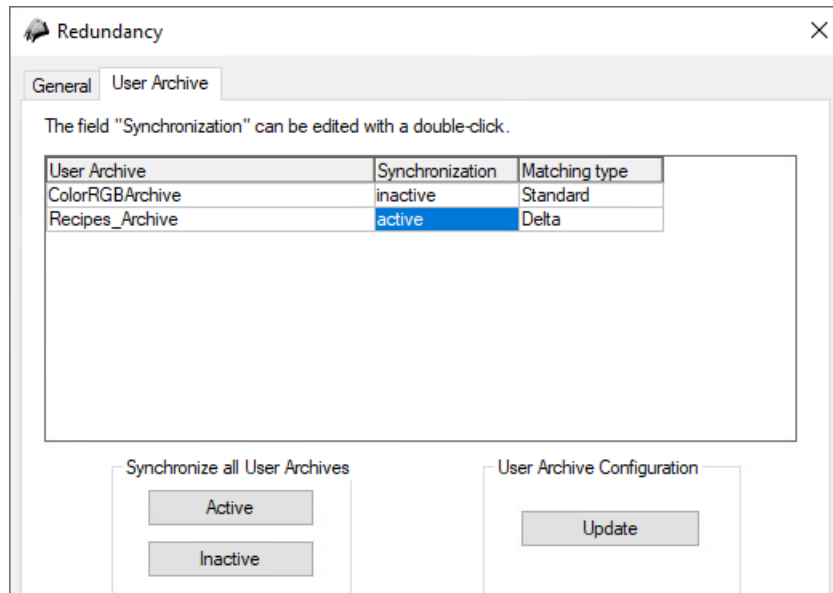 Redundancy
General User Archive
The field "Synchronization" can be edited with a double-click.
User Archive Synchronization Matching type
ColorRGBArchive inactive Standard
Recipes_Archive active Delta
Synchronize all User Archives
Active
Inactive
User Archive Configuration
Update